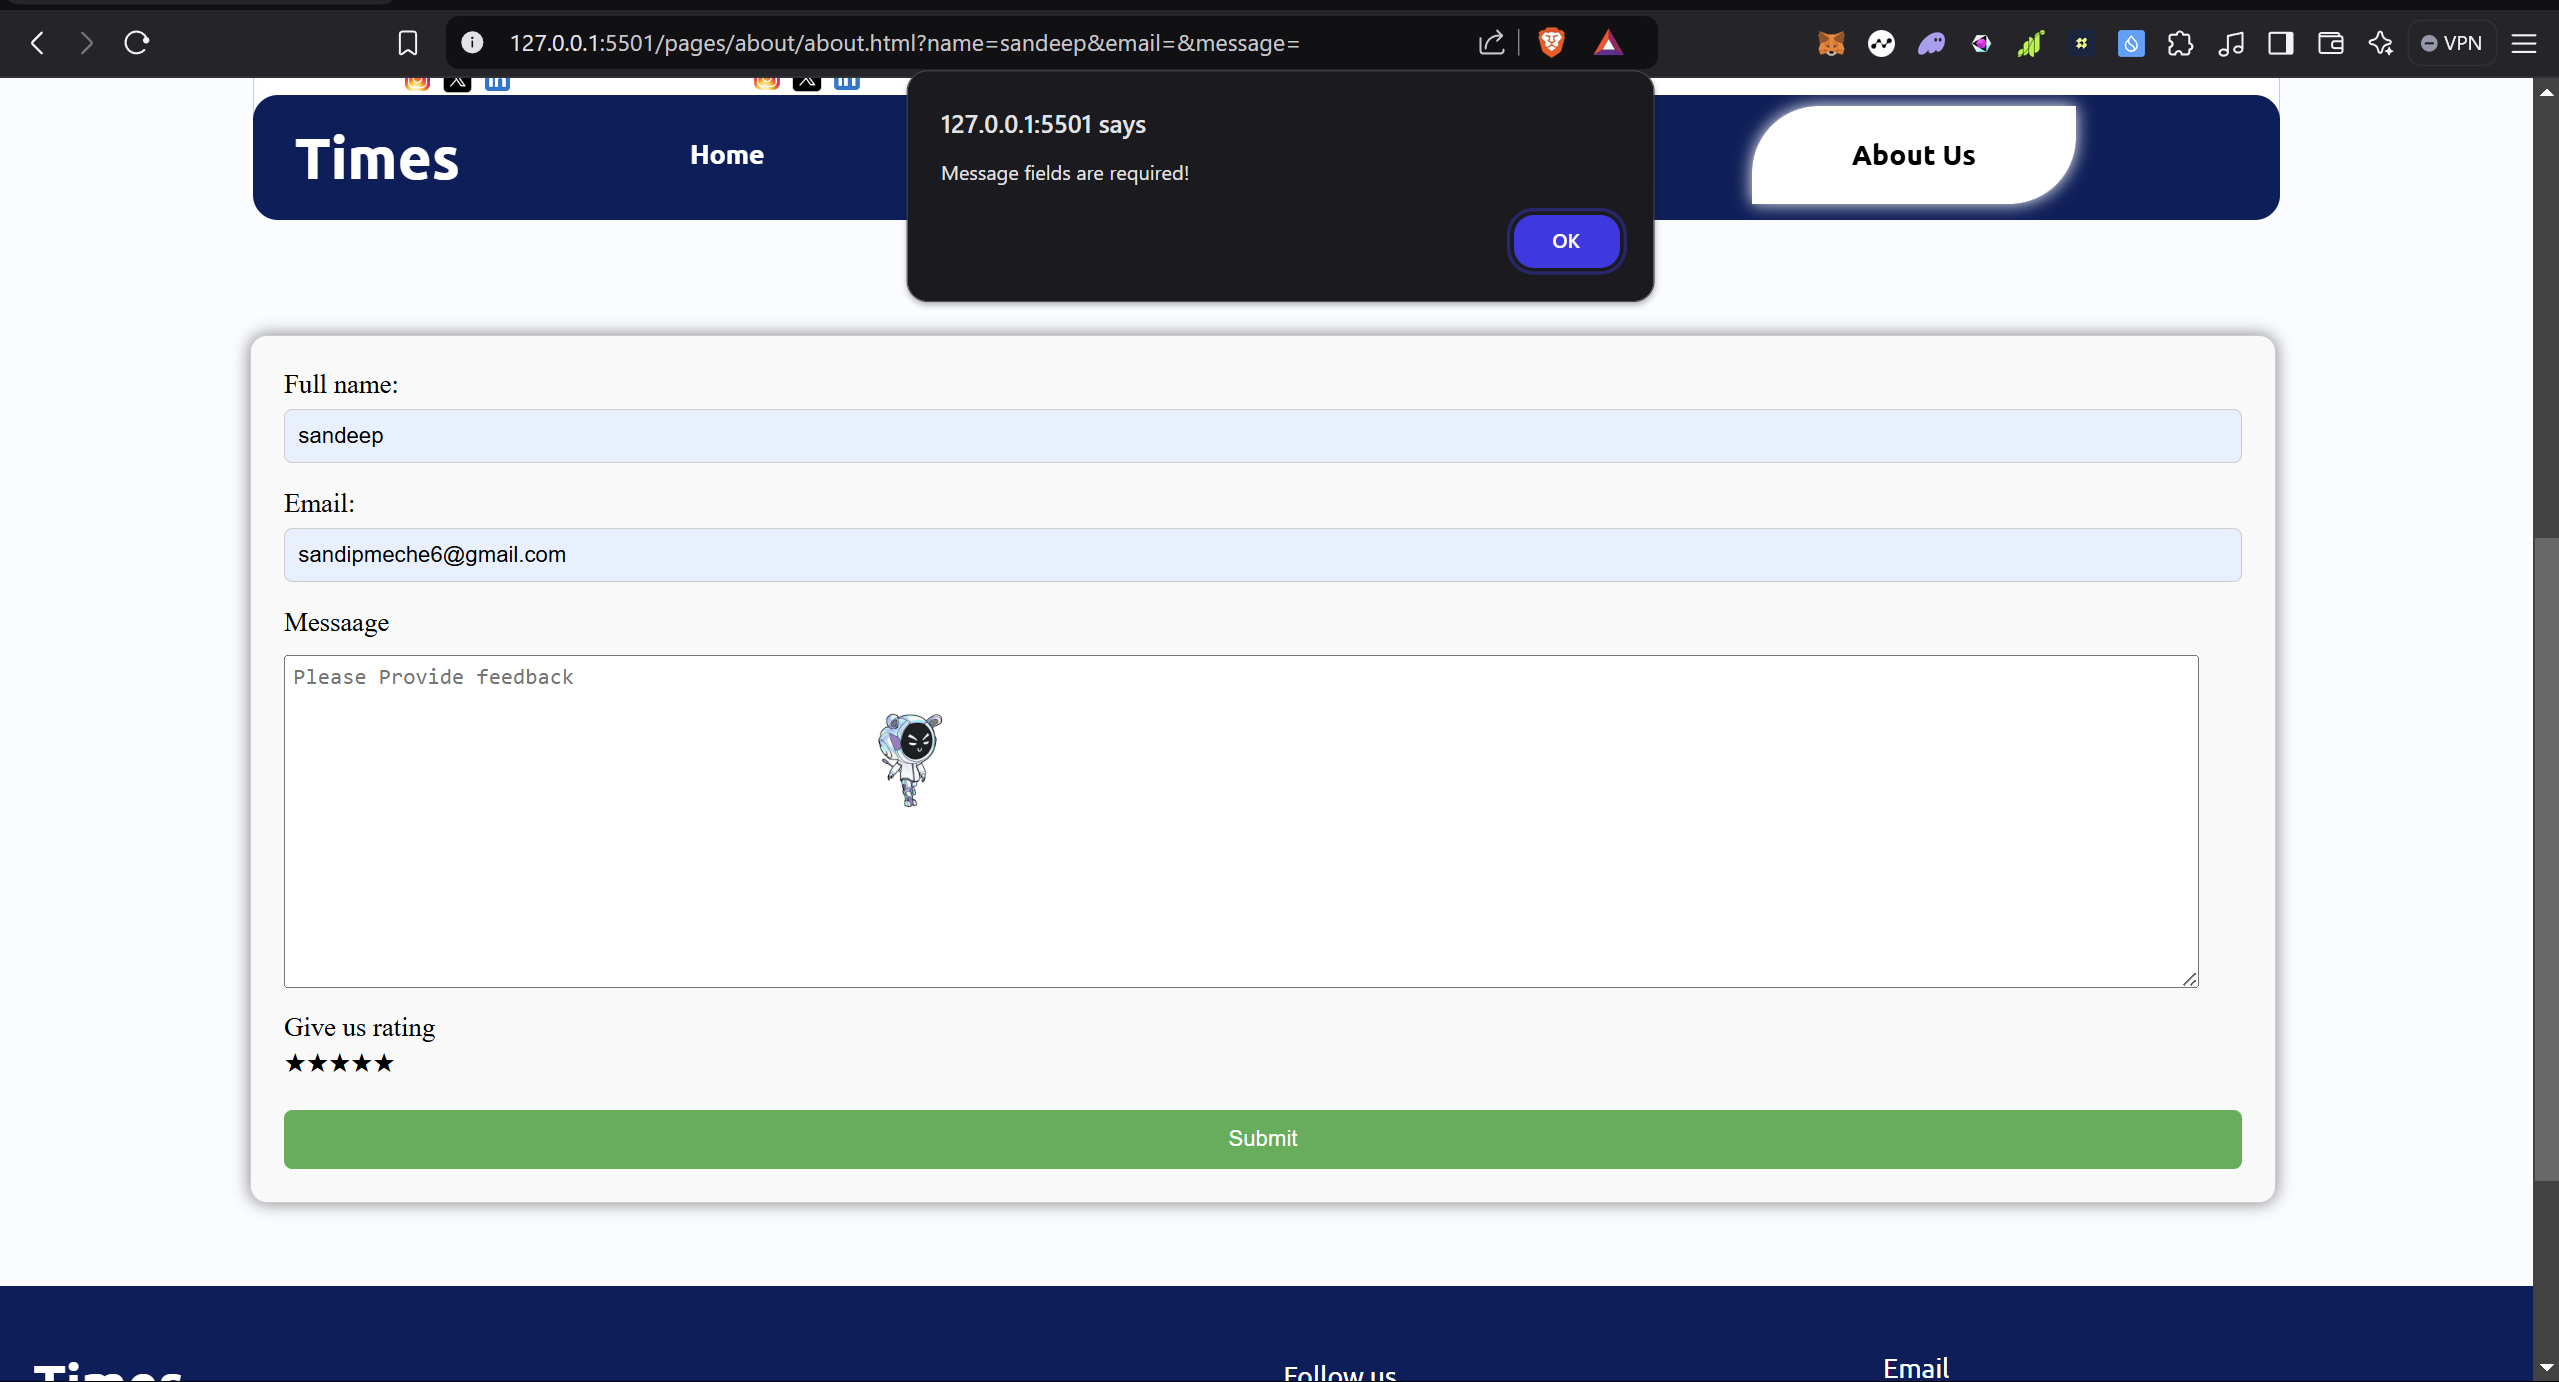 127.0.0.1:5501/pages/about/about.html?name=sandeep&email=&message=
VPN
127.0.0.1:5501 says
Message fields are required!
OK
Times
Home
About Us
Full name:
sandeep
Email:
sandipmeche6@gmail.com
Messaage
Please Provide feedback
Give us rating
★★★★★
Submit
Times
Follow us
Email